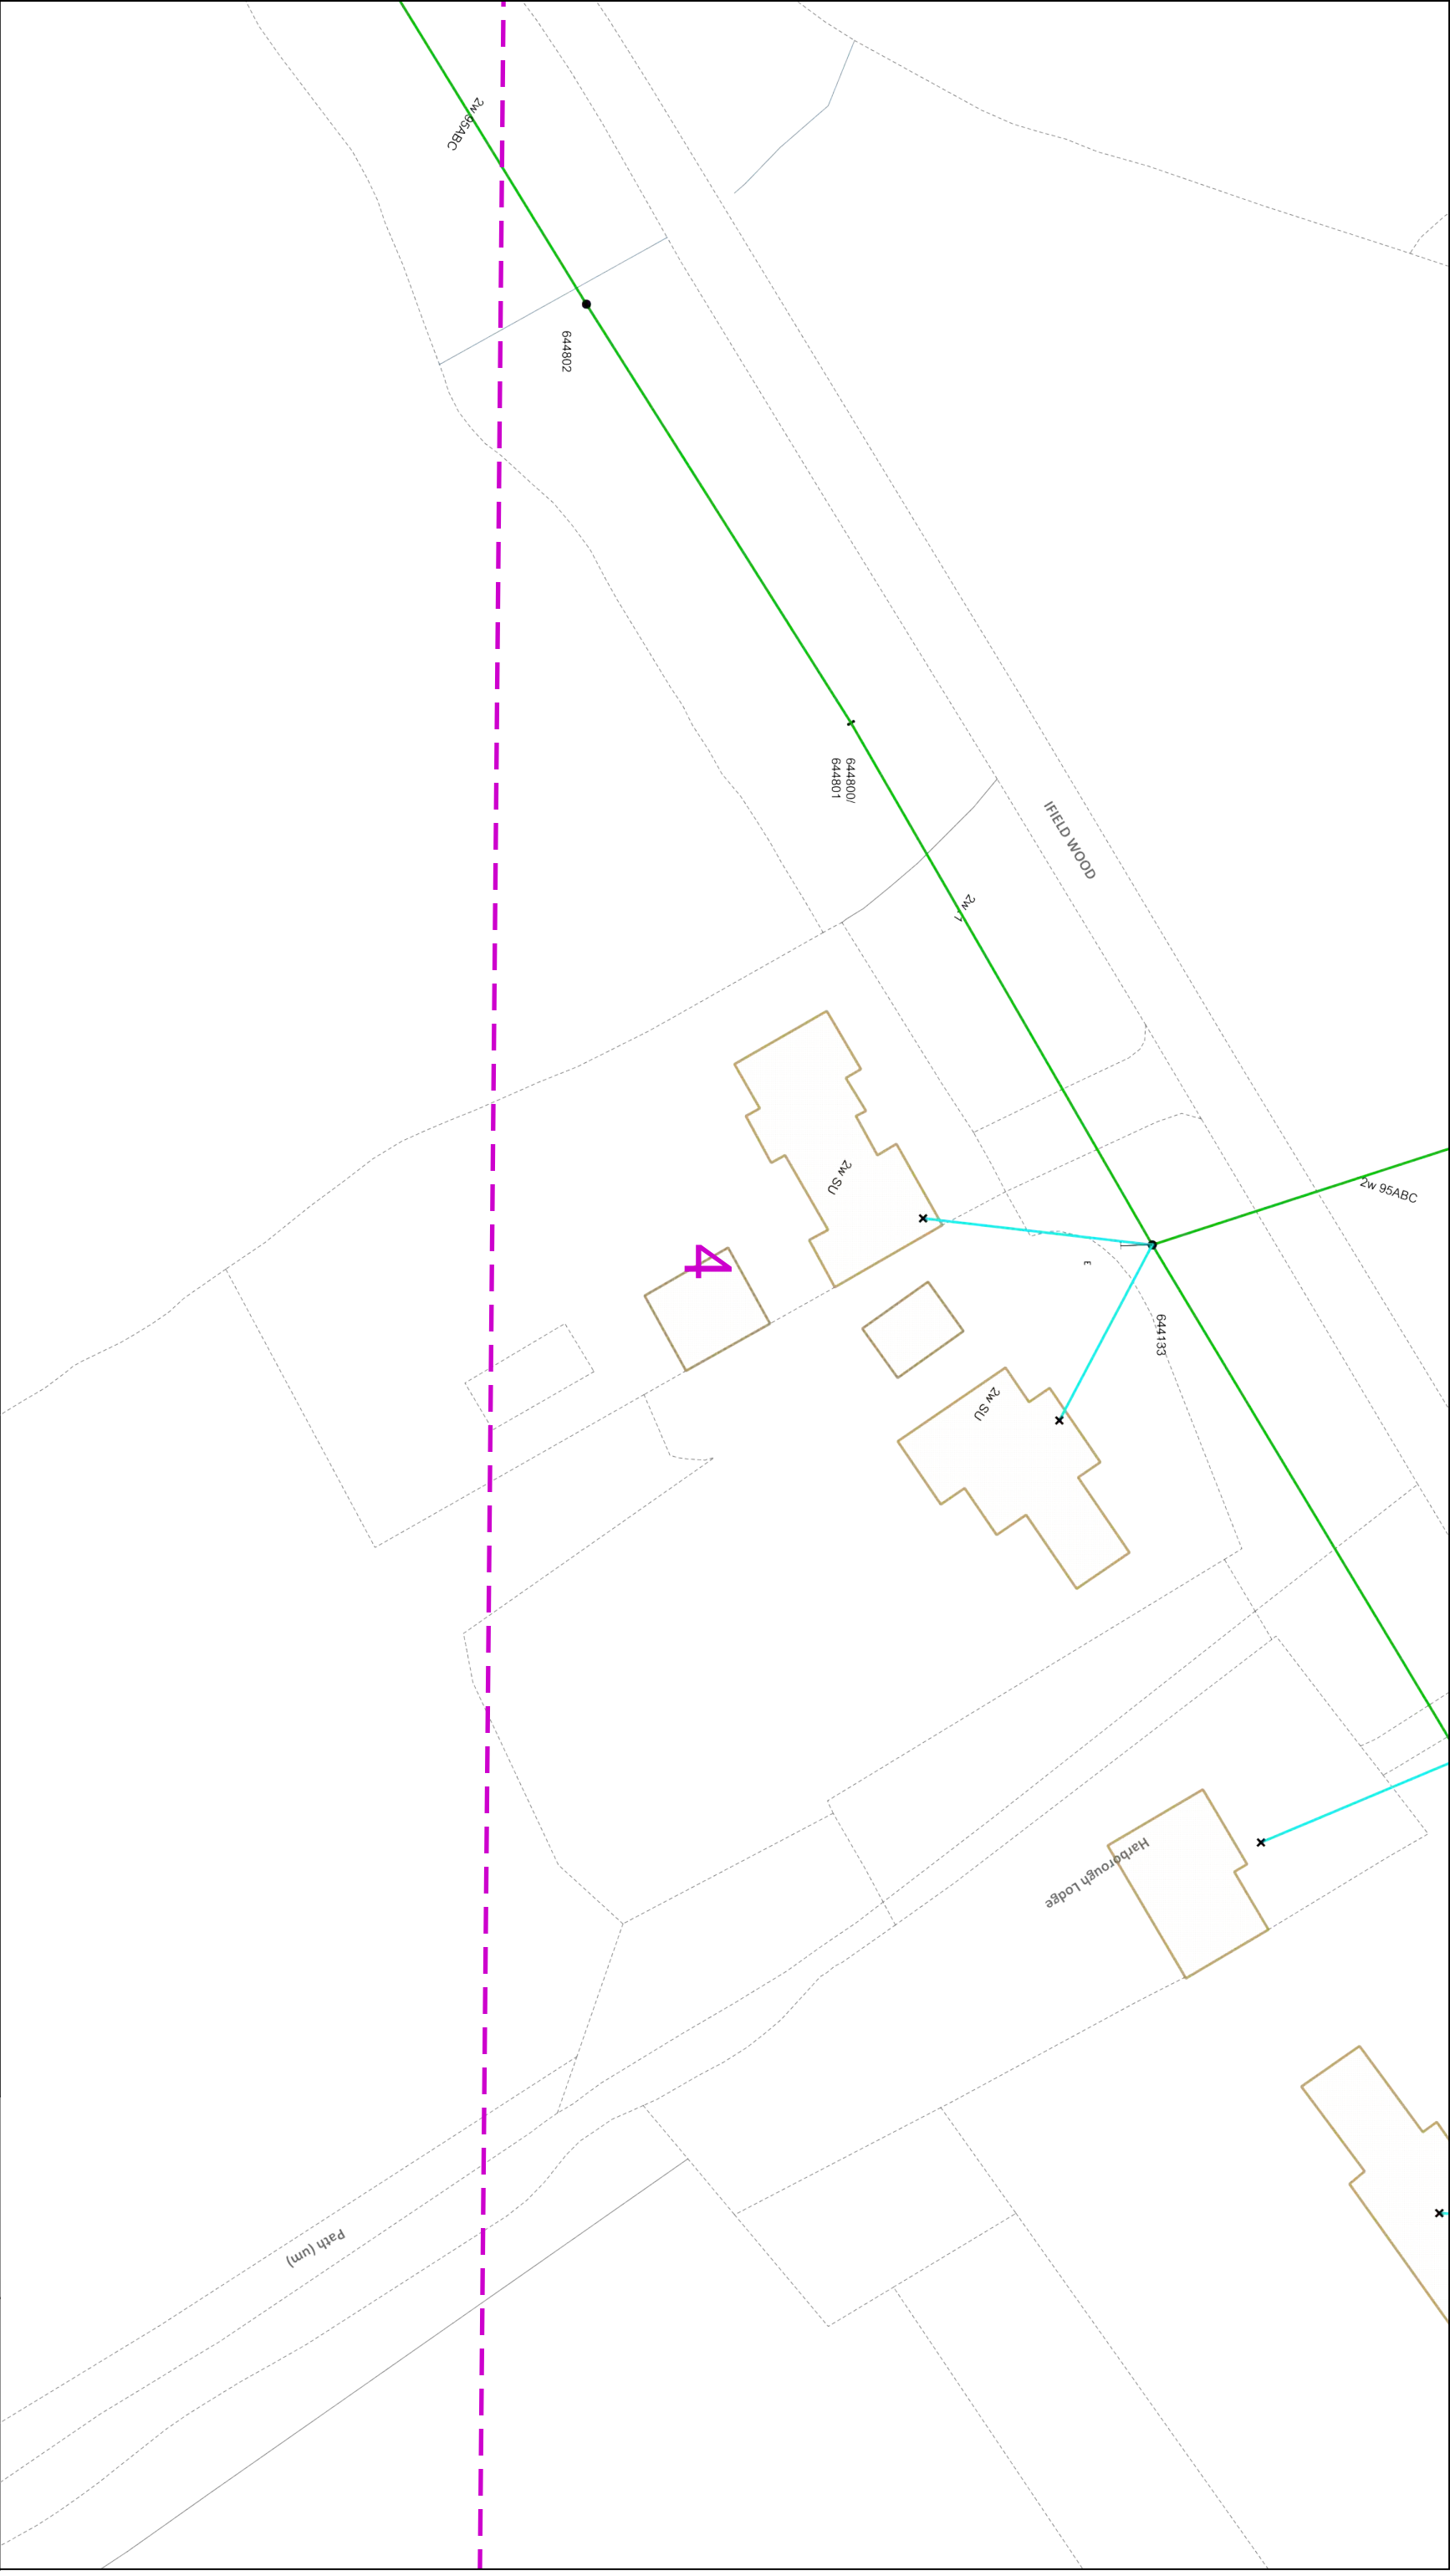 2w 95ABC
644802
644800/
644801
IFIELD WOOD
2w
2w SU
2w 95ABC
4
644133
2w SU
Harborough Lodge
Path (um)